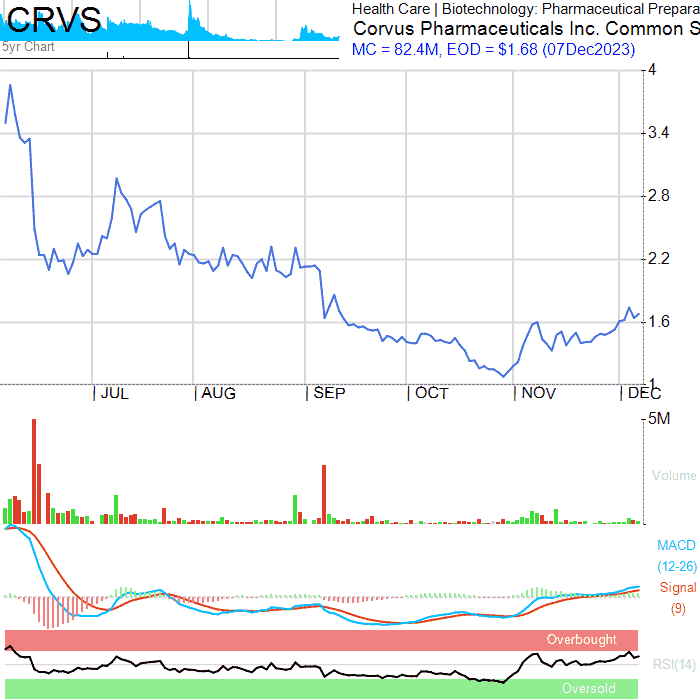 CRVS
5yr Chart
Health Care | Biotechnology: Pharmaceutical Prepara
Corvus Pharmaceuticals Inc. Common S
MC = 82.4M, EOD = $1.68 (07Dec2023)
4
3.4
2.8
2.2
1.6
1
JUL AUG SEP OCT NOV DEC
5M
Volume
MACD
(12-26)
Signal
(9)
Overbought
RSI(14)
Oversold